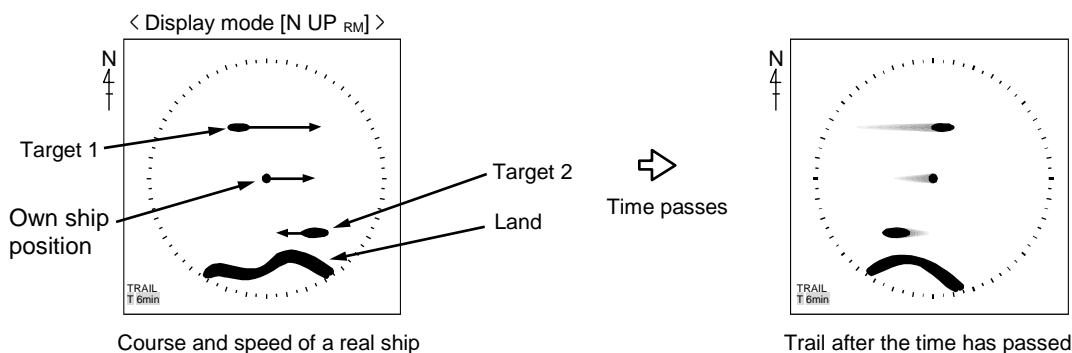 < Display mode [N UP RM] >
N
Target 1
Own ship
position
Target 2
Land
TRAIL
T 6min
Course and speed of a real ship
Time passes
N
TRAIL
T 6min
Trail after the time has passed